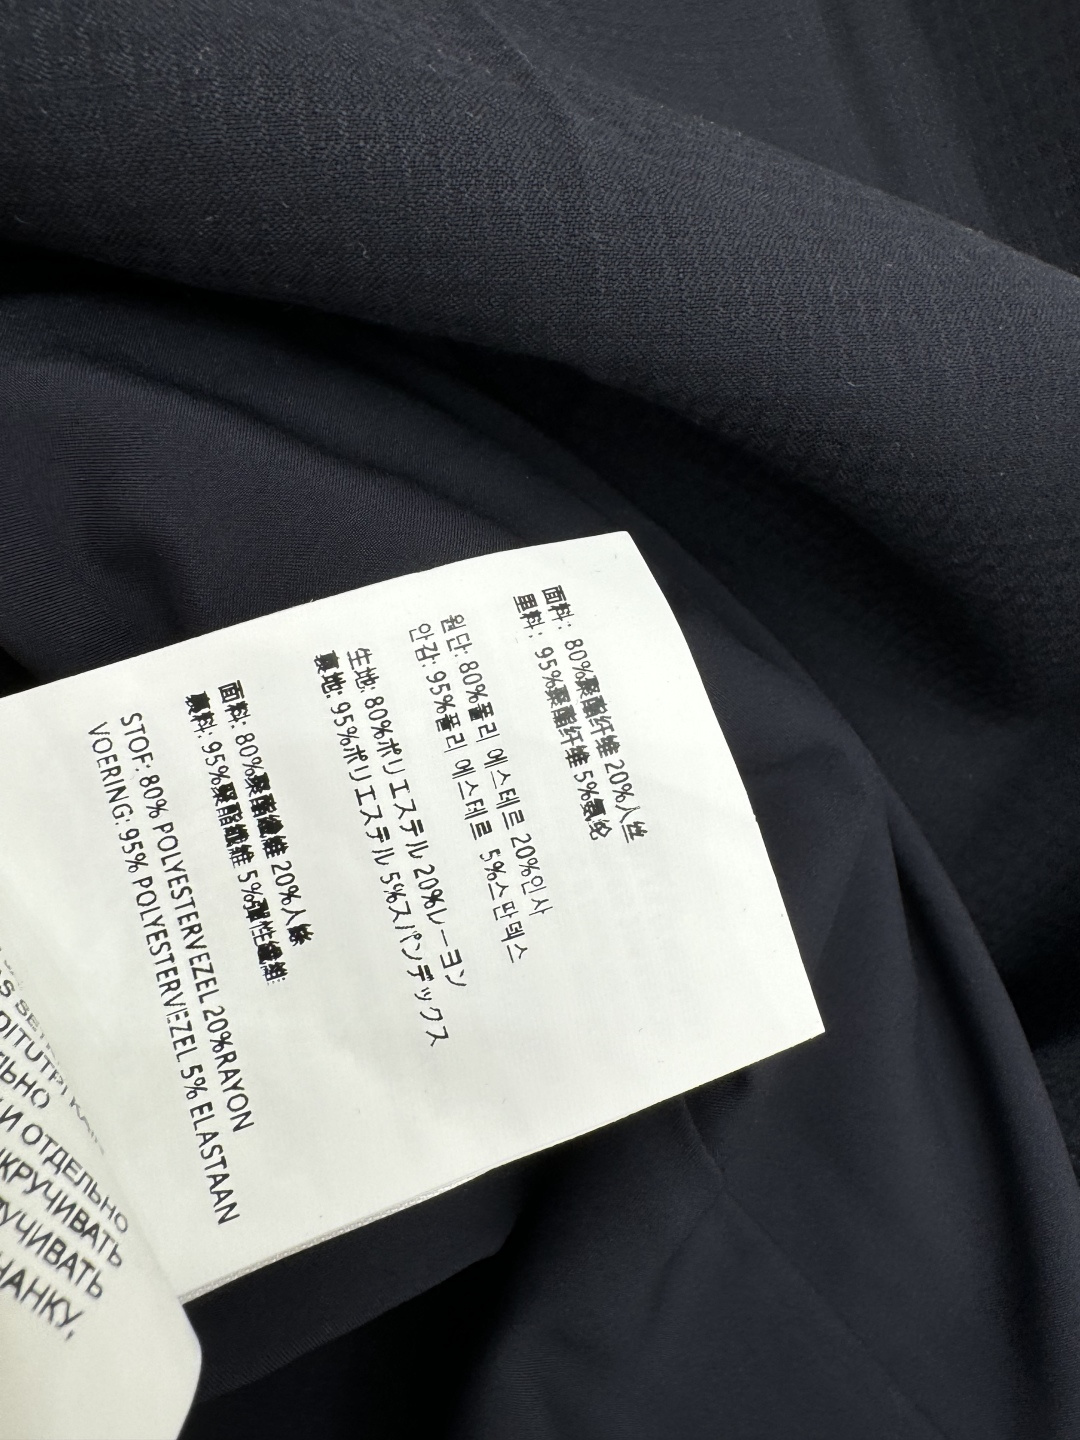 面料: 80%聚酯纤维 20%人丝
里料: 95%聚酯纤维 5%氨纶
원단: 80%폴리 에스테르 20%인사
안감: 95%폴리 에스테르 5%스판덱스
生地: 80%ポリエステル 20%レーヨン
裏地: 95%ポリエステル 5%スパンデックス
面料: 80%聚酯纖維 20%人絲
裏料: 95%聚酯纖維 5%彈性纖維
STOF: 80% POLYESTERVEZEL 20%RAYON
VOERING: 95% POLYESTERVEZEL 5% ELASTAAN
И ОТДЕЛЬНО